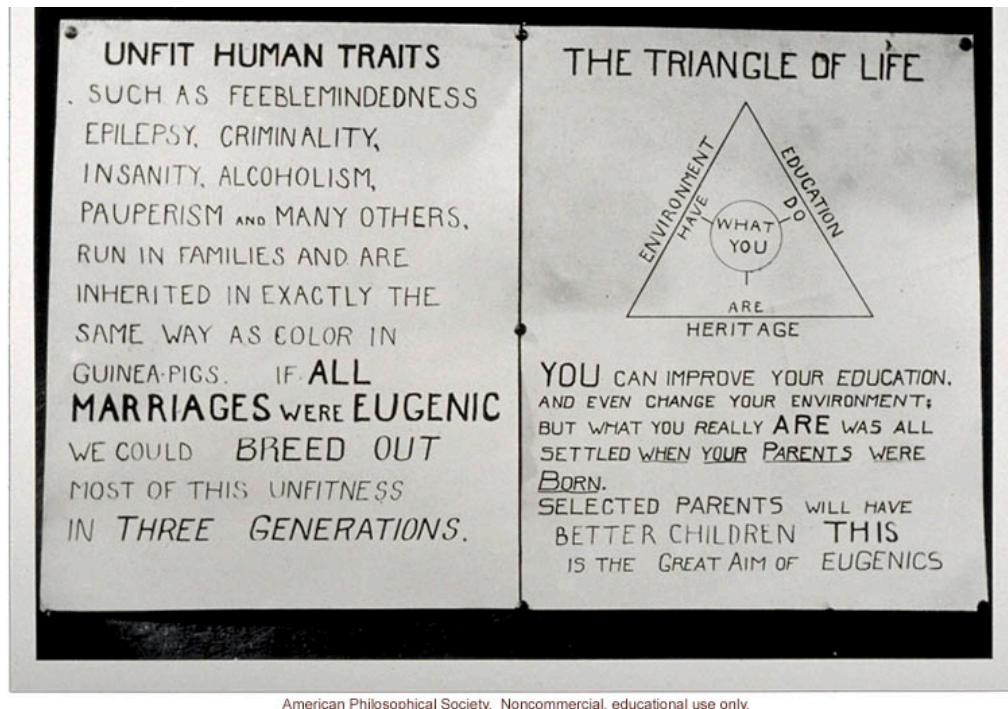 UNFIT HUMAN TRAITS
. SUCH AS FEEBLEMINDEDNESS
EPILEPSY, CRIMINALITY,
INSANITY, ALCOHOLISM,
PAUPERISM AND MANY OTHERS,
RUN IN FAMILIES AND ARE
INHERITED IN EXACTLY THE
SAME WAY AS COLOR IN
GUINEA-PIGS. IF ALL
MARRIAGES WERE EUGENIC
WE COULD BREED OUT
MOST OF THIS UNFITNESS
IN THREE GENERATIONS.
THE TRIANGLE OF LIFE
ENVIRONMENT
EDUCATION
HAVE
DO
WHAT
YOU
ARE
HERITAGE
YOU CAN IMPROVE YOUR EDUCATION,
AND EVEN CHANGE YOUR ENVIRONMENT;
BUT WHAT YOU REALLY ARE WAS ALL
SETTLED WHEN YOUR PARENTS WERE
BORN.
SELECTED PARENTS WILL HAVE
BETTER CHILDREN THIS
IS THE GREAT AIM OF EUGENICS
American Philosophical Society. Noncommercial, educational use only.